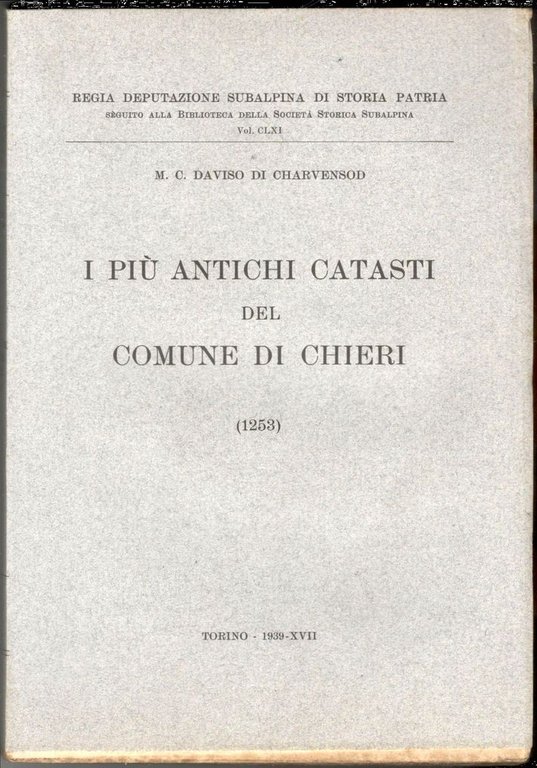 REGIA DEPUTAZIONE SUBALPINA DI STORIA PATRIA
SEGUITO ALLA BIBLIOTECA DELLA SOCIETÀ STORICA SUBALPINA
Vol. CLXI
M. C. DAVISO DI CHARVENSOD
I PIÙ ANTICHI CATASTI
DEL
COMUNE DI CHIERI
(1253)
TORINO - 1939-XVII